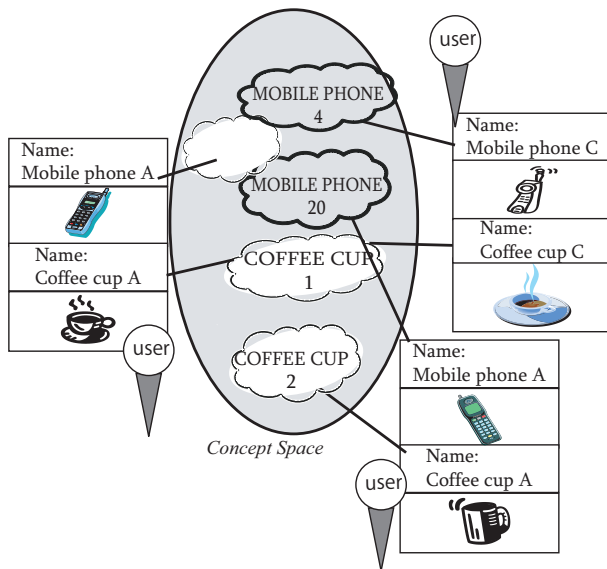 user
MOBILE PHONE
4
Name:
Mobile phone C
Name:
Mobile phone A
MOBILE PHONE
20
Name:
Coffee cup C
Name:
Coffee cup A
COFFEE CUP
1
user
COFFEE CUP
2
Name:
Mobile phone A
Concept Space
Name:
Coffee cup A
user